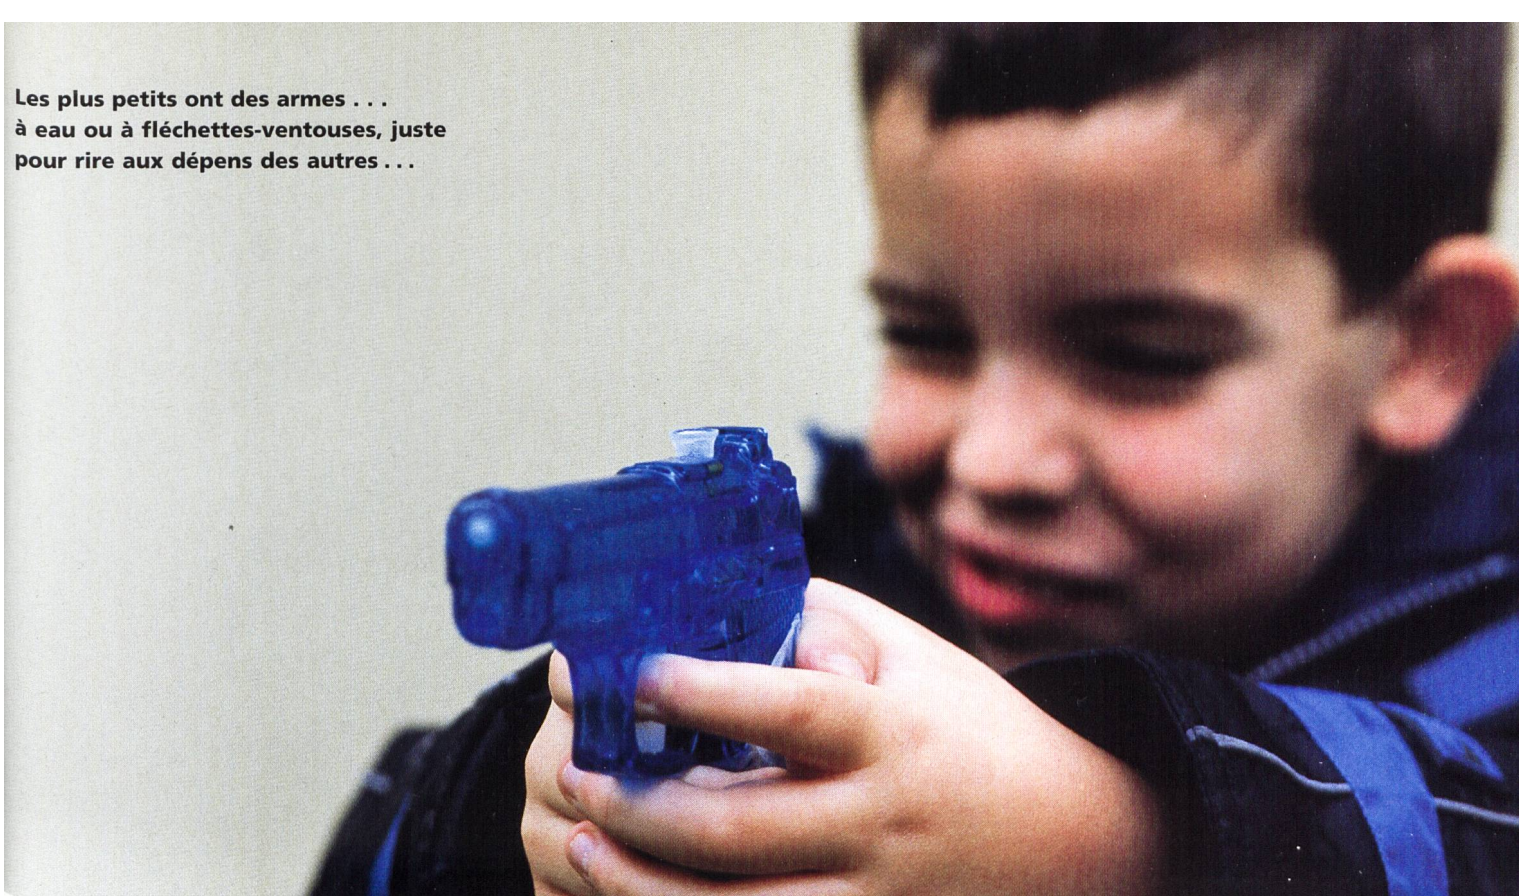 Les plus petits ont des armes . . .
à eau ou à fléchettes-ventouses, juste
pour rire aux dépens des autres . . .